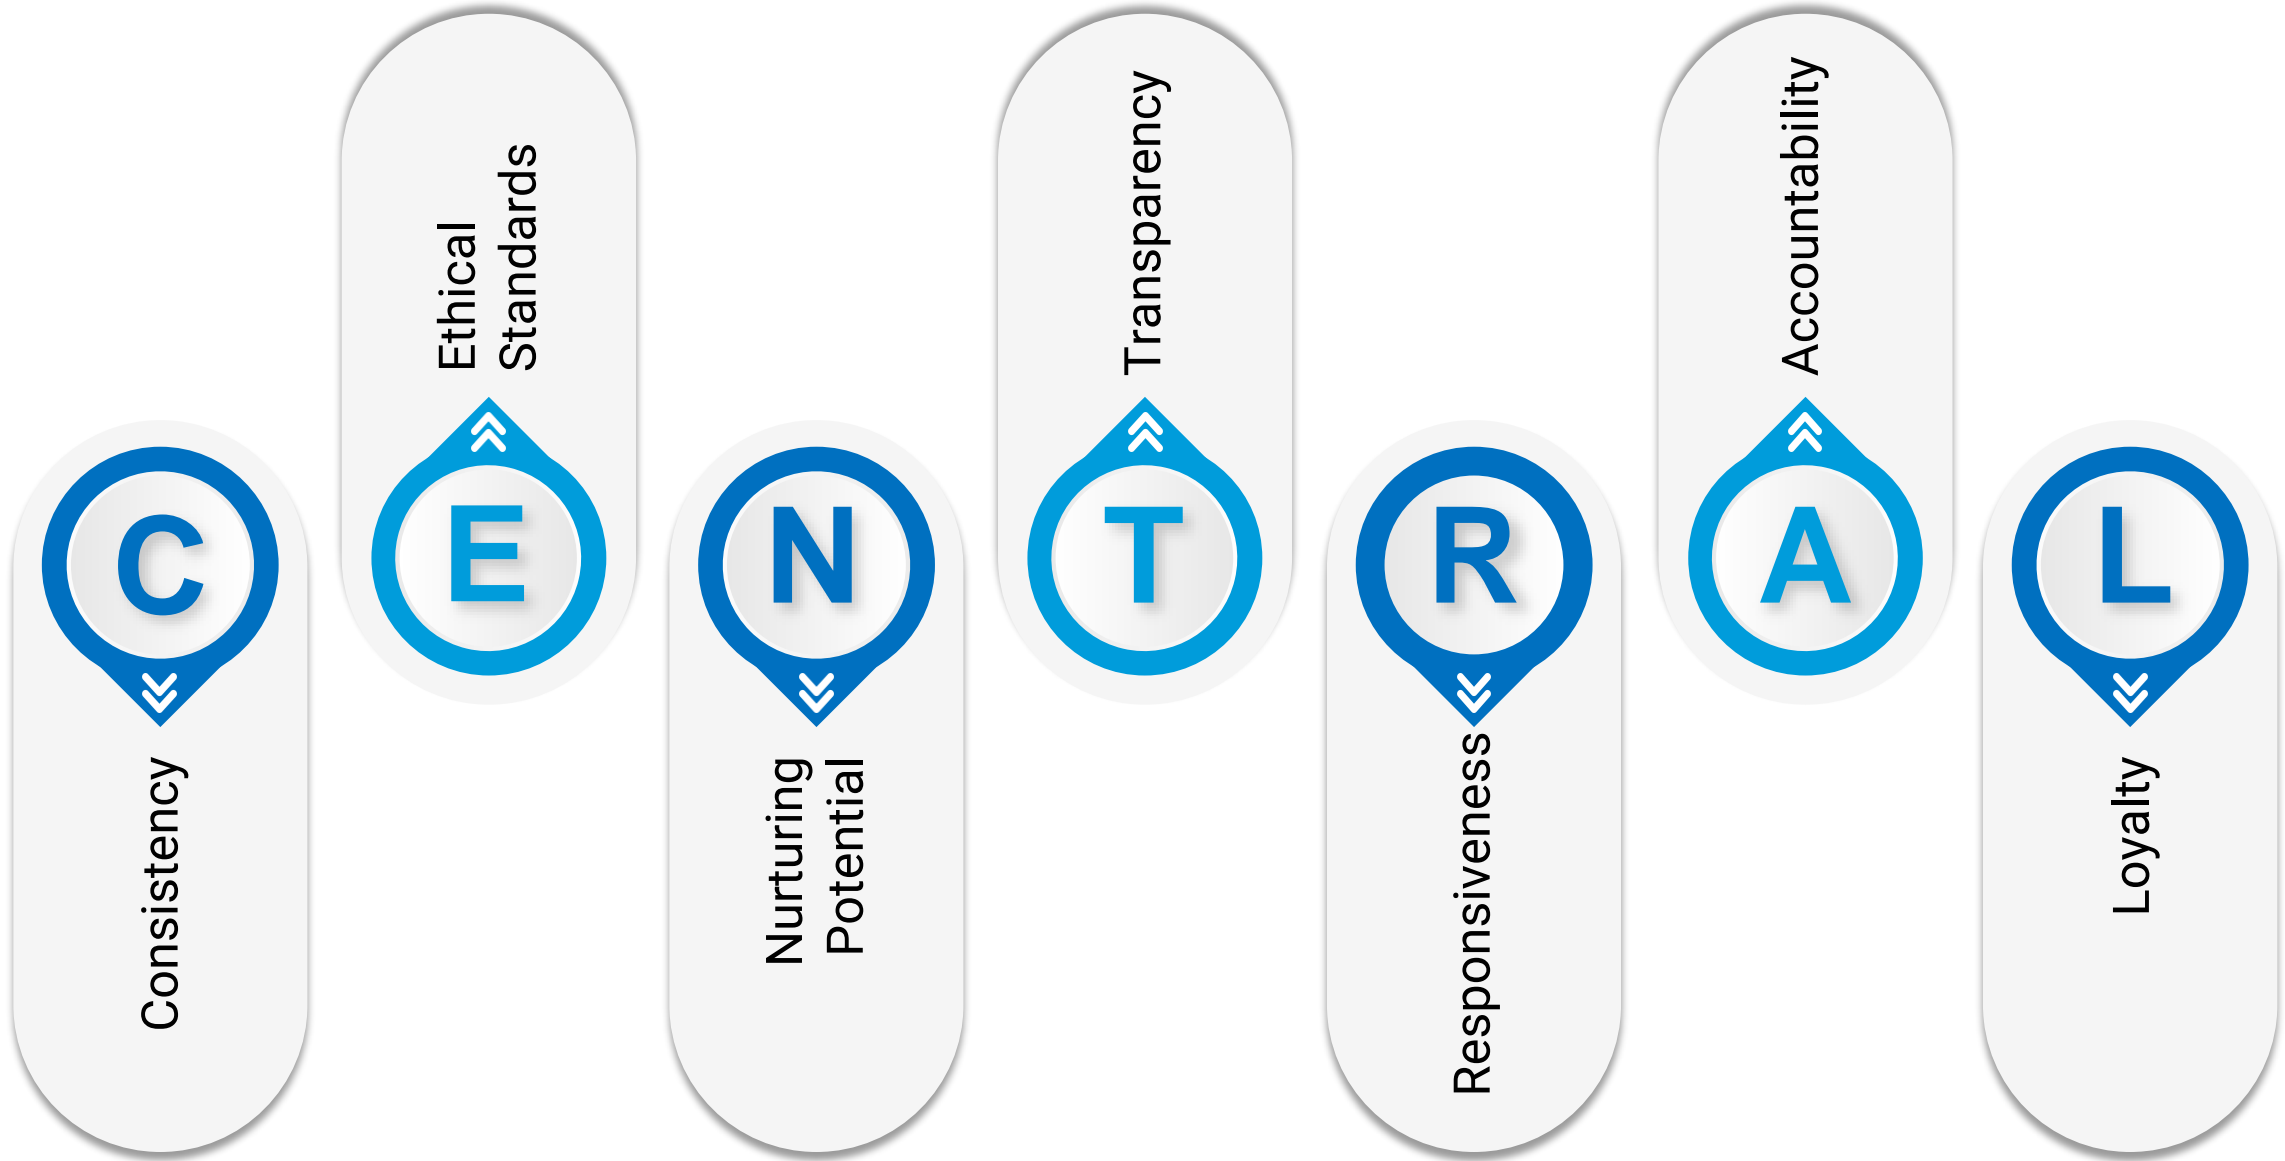 C
Consistency
E
Ethical
Standards
N
Nurturing
Potential
T
Transparency
R
Responsiveness
A
Accountability
L
Loyalty